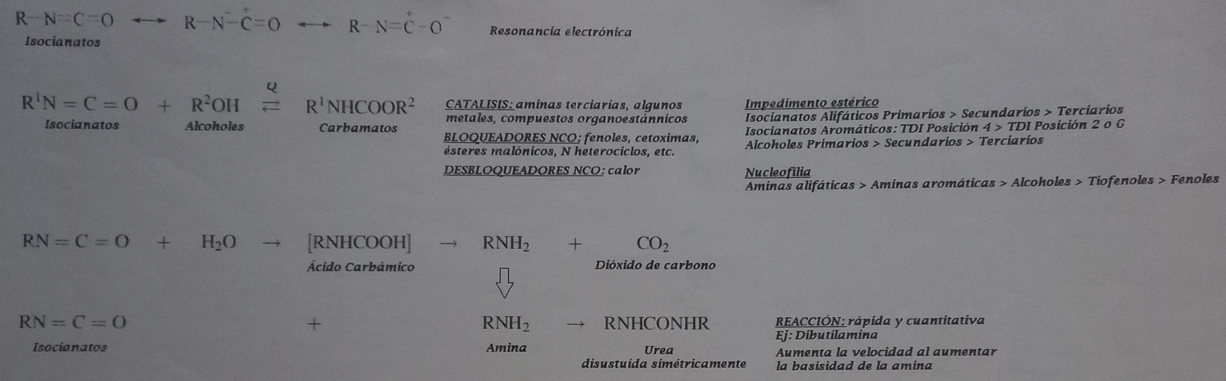 R–N=C=O ⟷ R–N⁻–C⁺=O ⟷ R–N=C⁺–O⁻ Resonancia electrónica
Isocianatos
Q
R¹N = C = O + R²OH ⇌ R¹NHCOOR²
Isocianatos Alcoholes Carbamatos
CATALISIS: aminas terciarias, algunos
metales, compuestos organoestánnicos
BLOQUEADORES NCO: fenoles, cetoximas,
ésteres malónicos, N heterociclos, etc.
DESBLOQUEADORES NCO: calor
Impedimento estérico
Isocianatos Alifáticos Primarios > Secundarios > Terciarios
Isocianatos Aromáticos: TDI Posición 4 > TDI Posición 2 o 6
Alcoholes Primarios > Secundarios > Terciarios
Nucleofilia
Aminas alifáticas > Aminas aromáticas > Alcoholes > Tiofenoles > Fenoles
RN = C = O + H₂O → [RNHCOOH] → RNH₂ + CO₂
Ácido Carbámico Dióxido de carbono
RN = C = O + RNH₂ → RNHCONHR
Isocianatos Amina Urea
disustuída simétricamente
REACCIÓN: rápida y cuantitativa
Ej: Dibutilamina
Aumenta la velocidad al aumentar
la basisidad de la amina